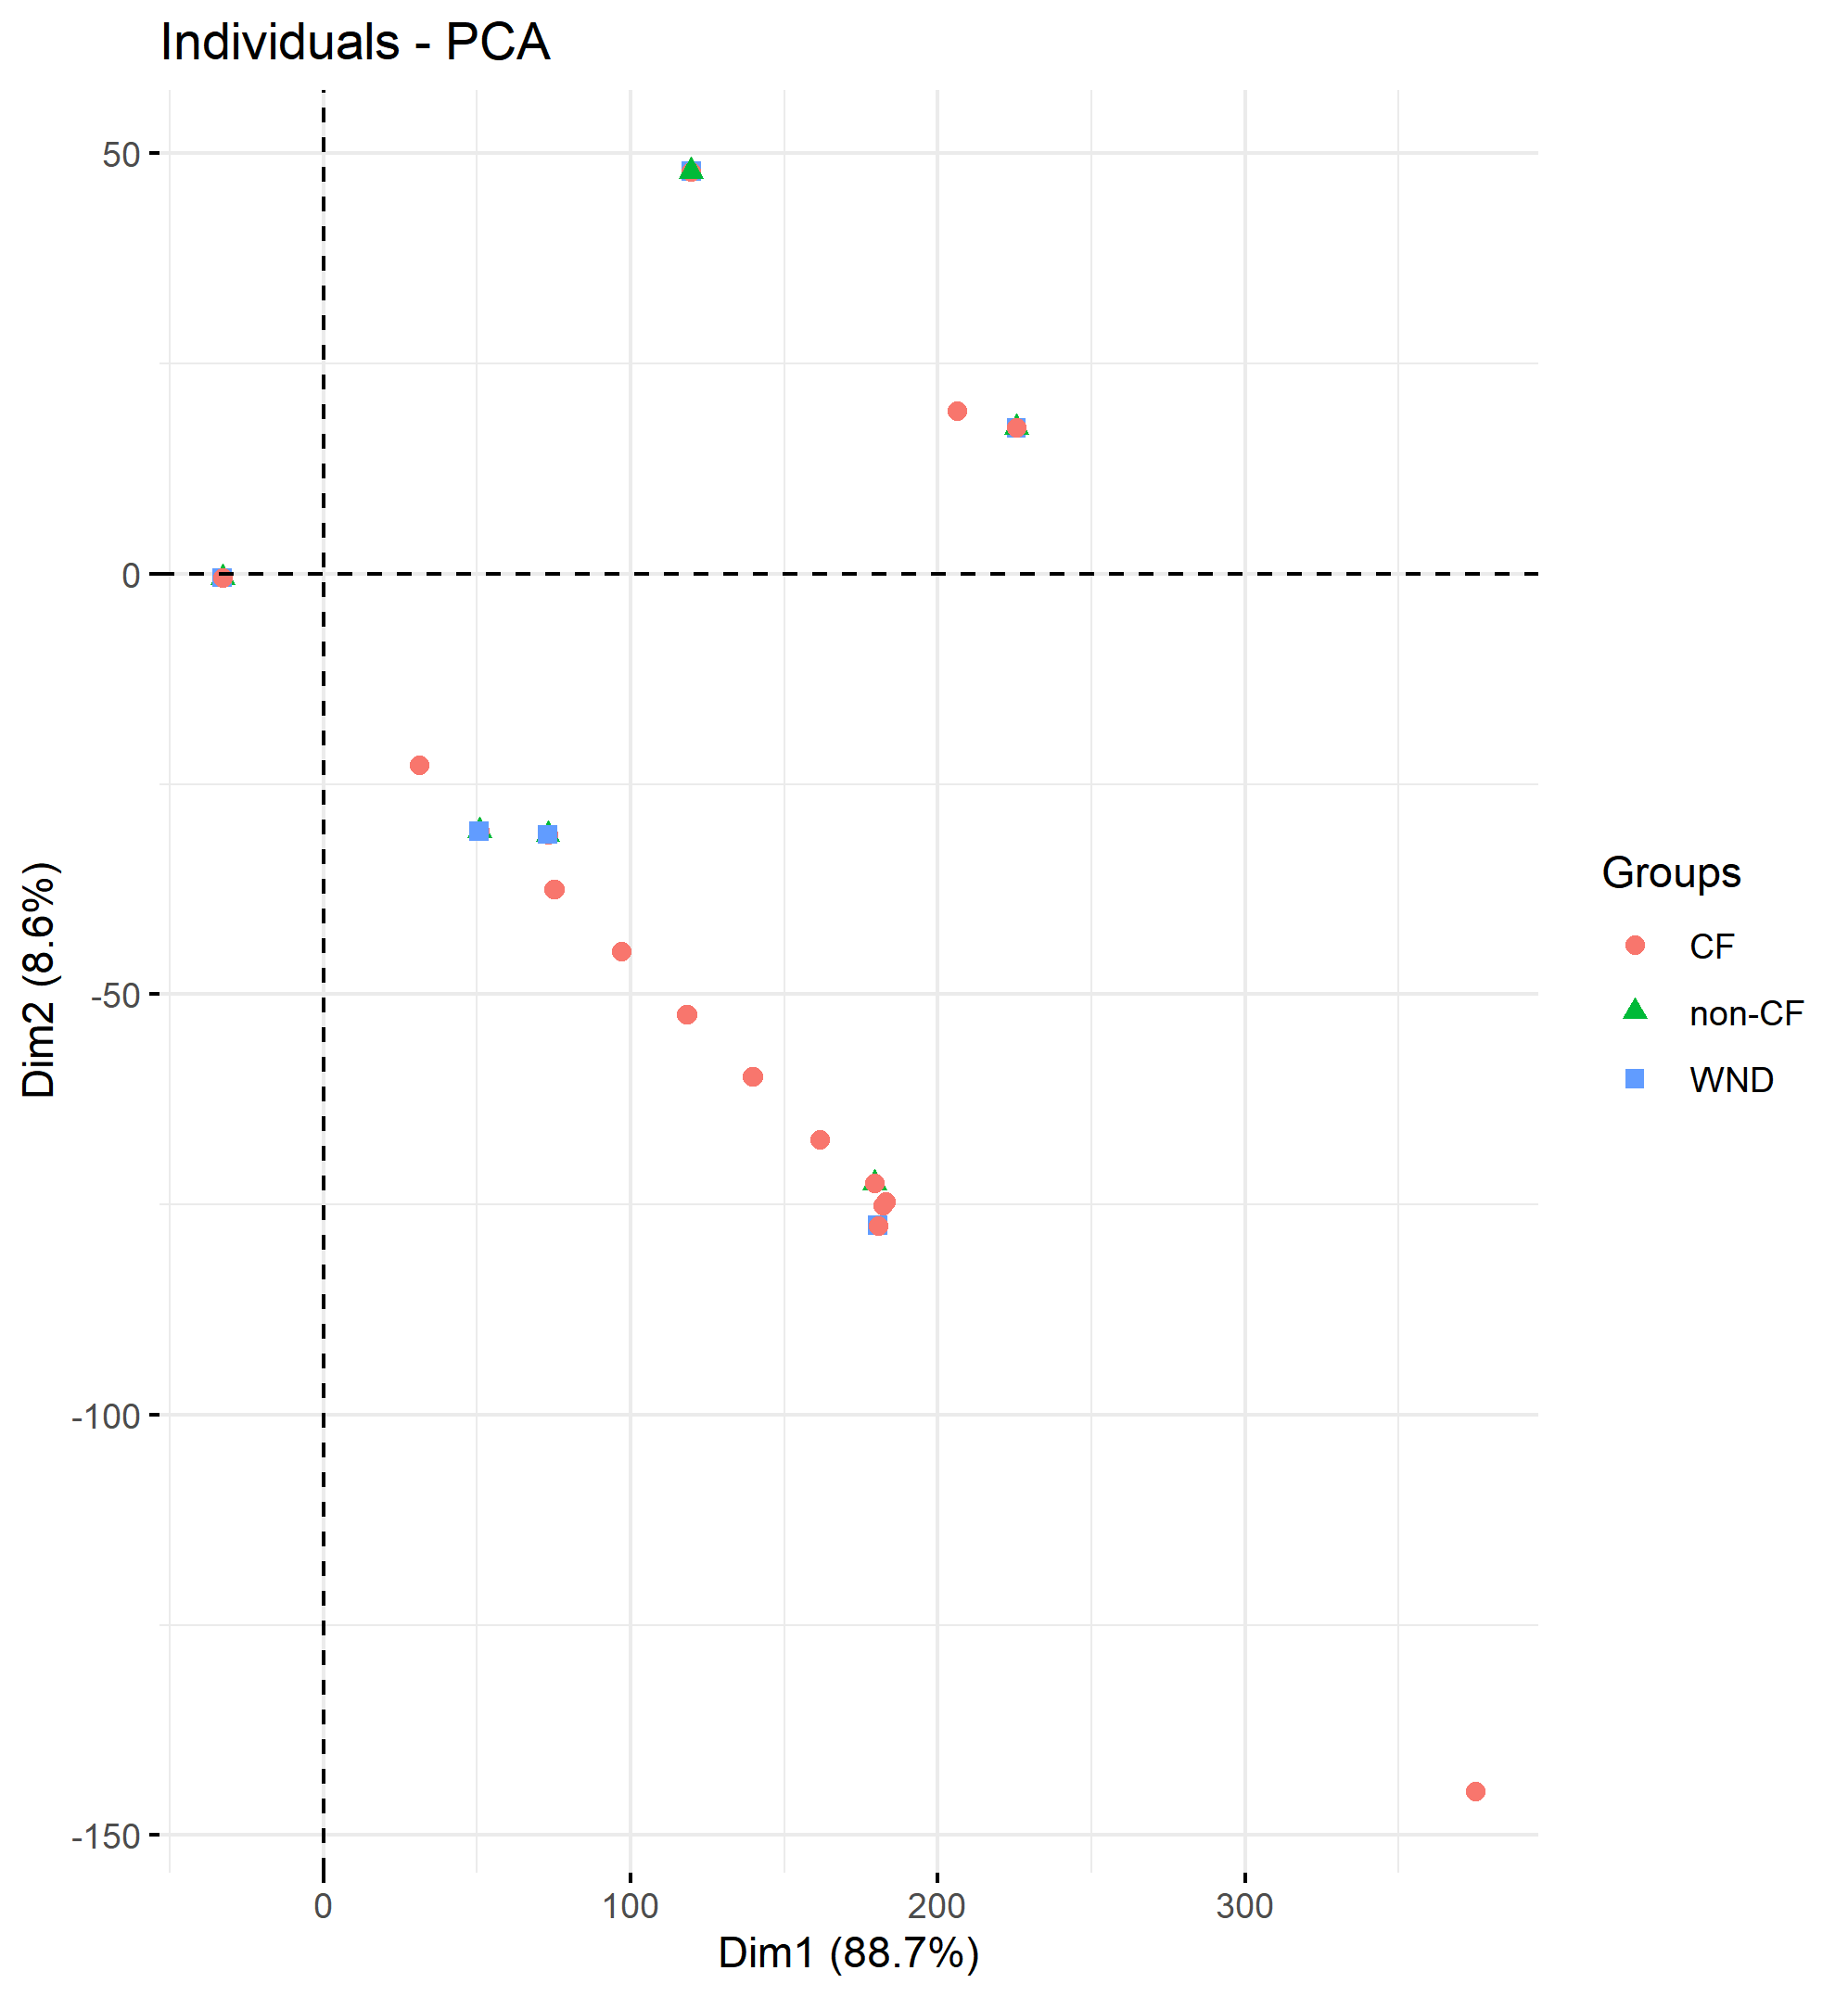 Individuals - PCA
50
0
-50
-100
-150
Dim2 (8.6%)
0
100
200
300
Dim1 (88.7%)
Groups
CF
non-CF
WND